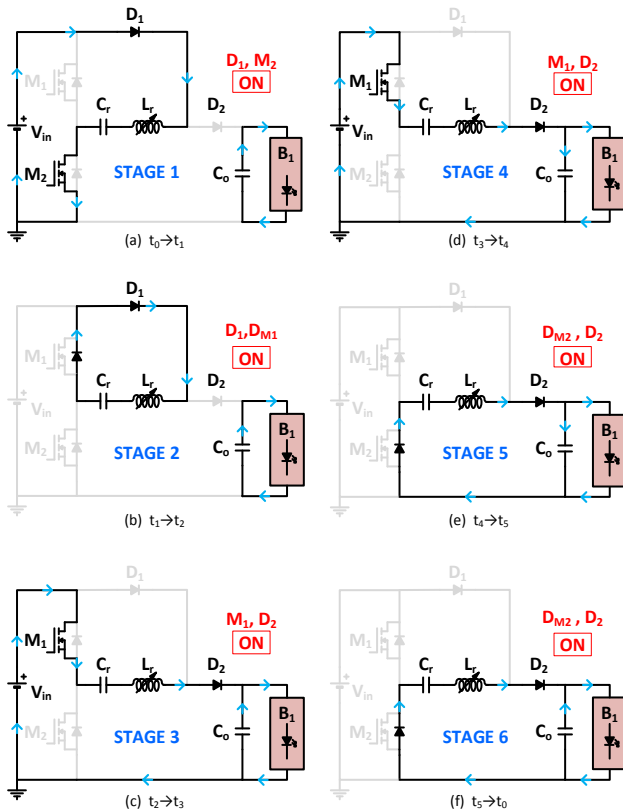 D₁
D₁, M₂
ON
M₁
Cᵣ
Lᵣ
D₂
+
Vᵢₙ
M₂
STAGE 1
Cₒ
B₁
(a) t₀→t₁
D₁
M₁, D₂
ON
M₁
Cᵣ
Lᵣ
D₂
+
Vᵢₙ
M₂
STAGE 4
Cₒ
B₁
(d) t₃→t₄
D₁
D₁,D_M1
ON
M₁
Cᵣ
Lᵣ
D₂
+
Vᵢₙ
M₂
STAGE 2
Cₒ
B₁
(b) t₁→t₂
D₁
D_M2 , D₂
ON
M₁
Cᵣ
Lᵣ
D₂
+
Vᵢₙ
M₂
STAGE 5
Cₒ
B₁
(e) t₄→t₅
D₁
M₁, D₂
ON
M₁
Cᵣ
Lᵣ
D₂
+
Vᵢₙ
M₂
STAGE 3
Cₒ
B₁
(c) t₂→t₃
D₁
D_M2 , D₂
ON
M₁
Cᵣ
Lᵣ
D₂
+
Vᵢₙ
M₂
STAGE 6
Cₒ
B₁
(f) t₅→t₀